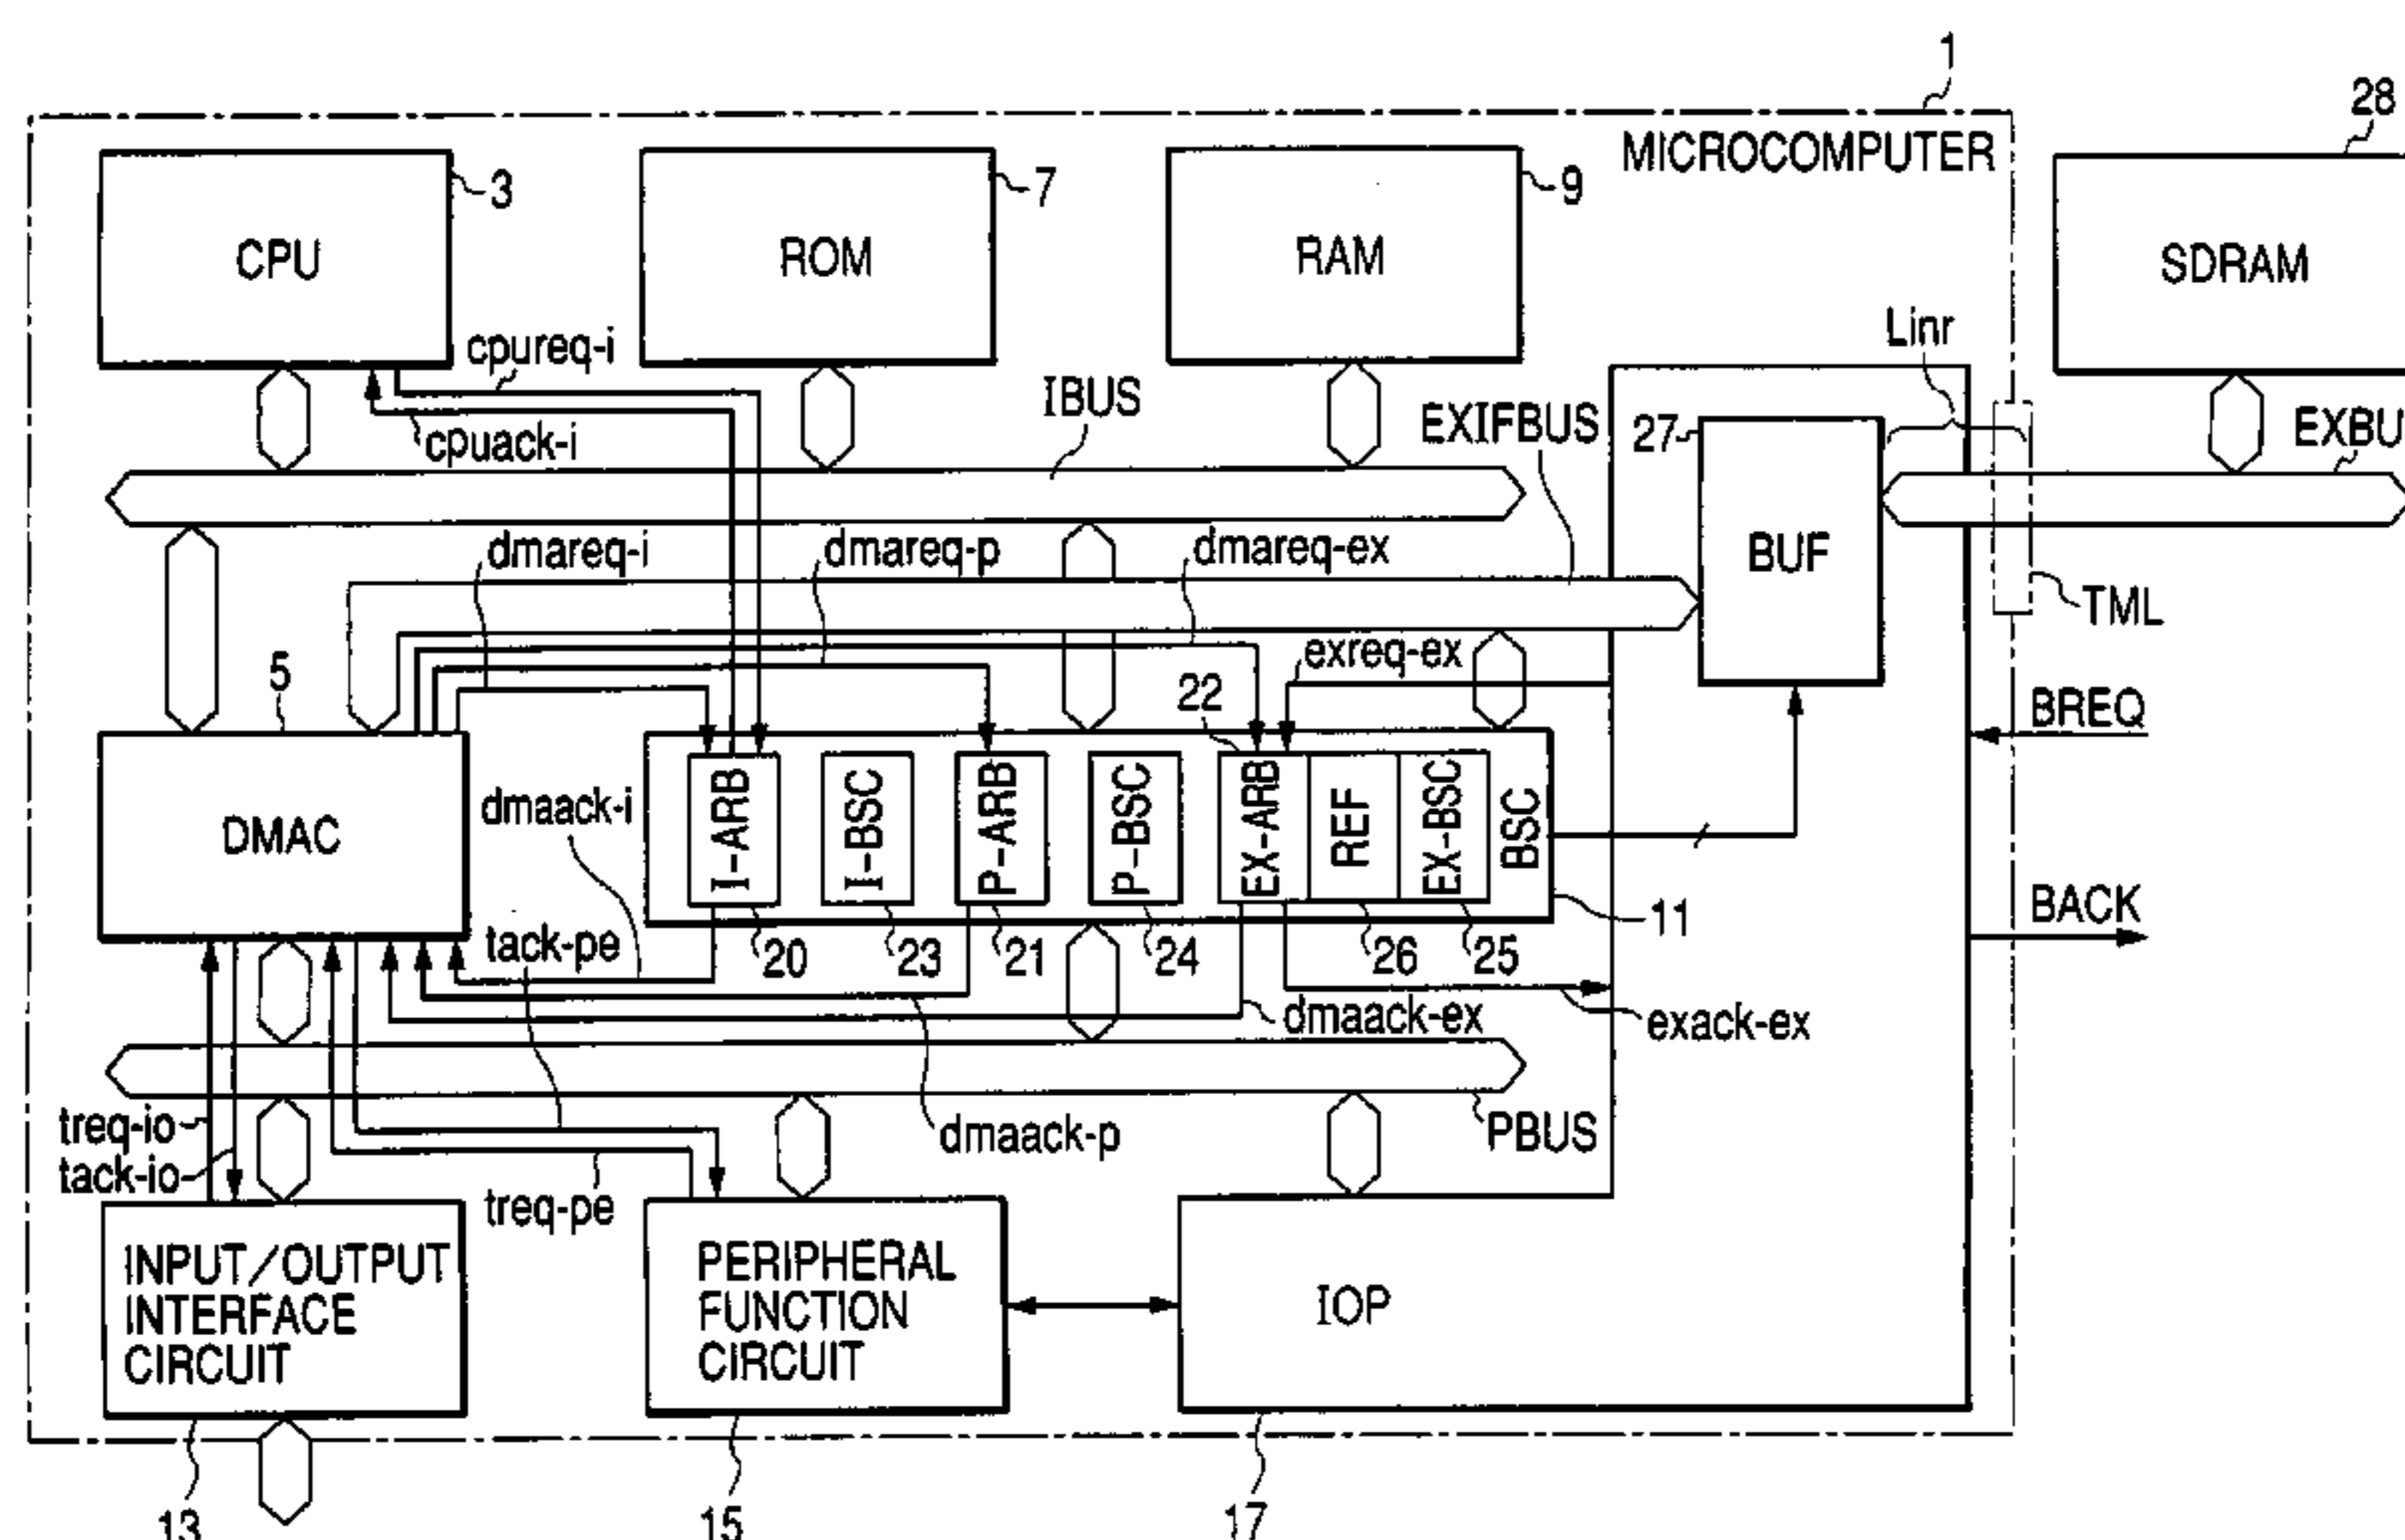 1
28
MICROCOMPUTER
3
7
9
CPU
ROM
RAM
SDRAM
Linr
cpureq-i
cpuack-i
IBUS
EXIFBUS
27
EXBU
BUF
dmareq-i
dmareq-p
dmareq-ex
TML
5
exreq-ex
22
BREQ
DMAC
dmaack-i
I-ARB
I-BSC
P-ARB
P-BSC
EX-ARB
REF
EX-BSC
BSC
11
BACK
tack-pe
20
23
21
24
26
25
dmaack-ex
exack-ex
treq-io
tack-io
dmaack-p
PBUS
treq-pe
INPUT/OUTPUT
INTERFACE
CIRCUIT
PERIPHERAL
FUNCTION
CIRCUIT
IOP
13
15
17